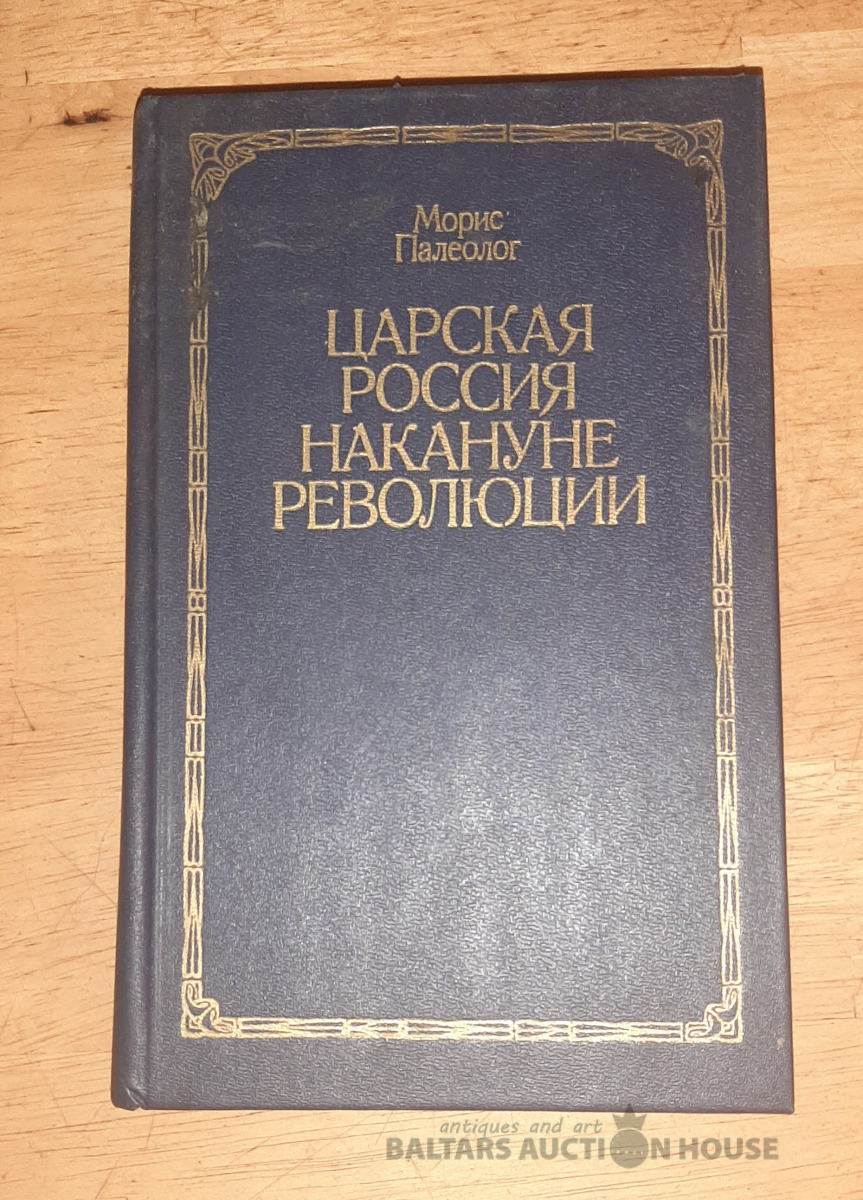 Морис
Палеолог
ЦАРСКАЯ
РОССИЯ
НАКАНУНЕ
РЕВОЛЮЦИИ
antiques and art
BALTARS AUCTION HOUSE